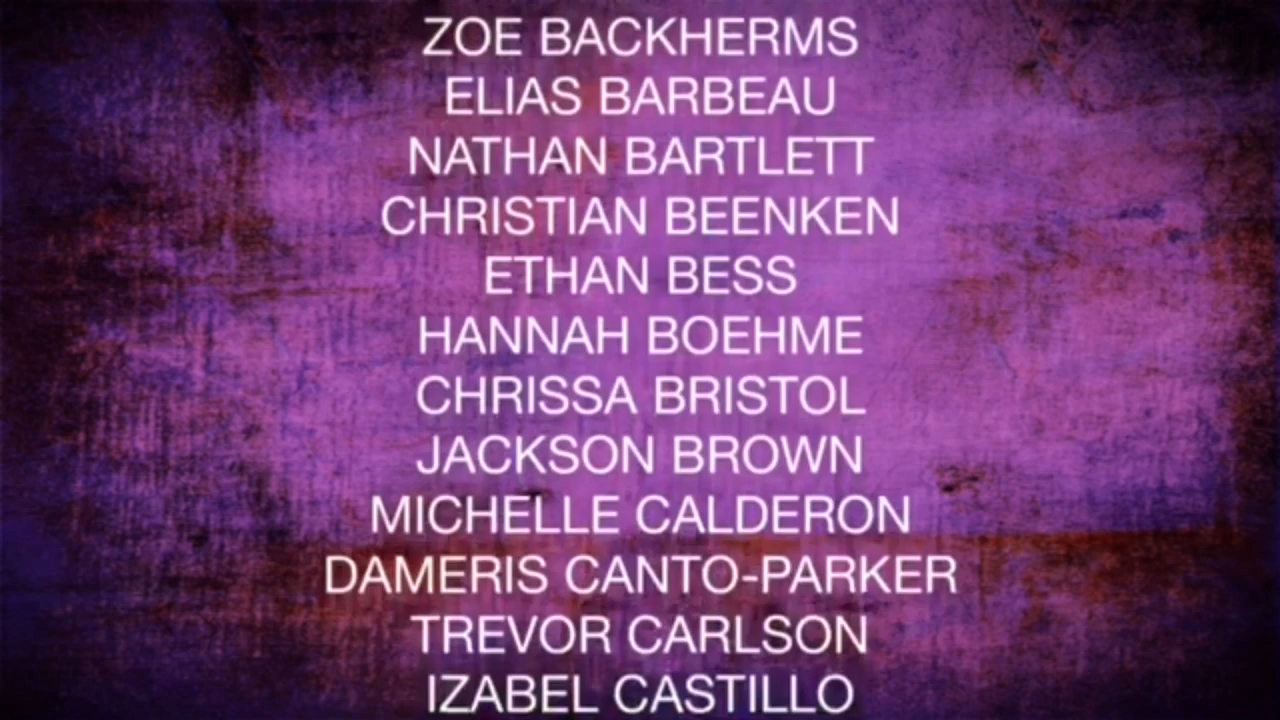 ZOE BACKHERMS
ELIAS BARBEAU
NATHAN BARTLETT
CHRISTIAN BEENKEN
ETHAN BESS
HANNAH BOEHME
CHRISSA BRISTOL
JACKSON BROWN
MICHELLE CALDERON
DAMERIS CANTO-PARKER
TREVOR CARLSON
IZABEL CASTILLO